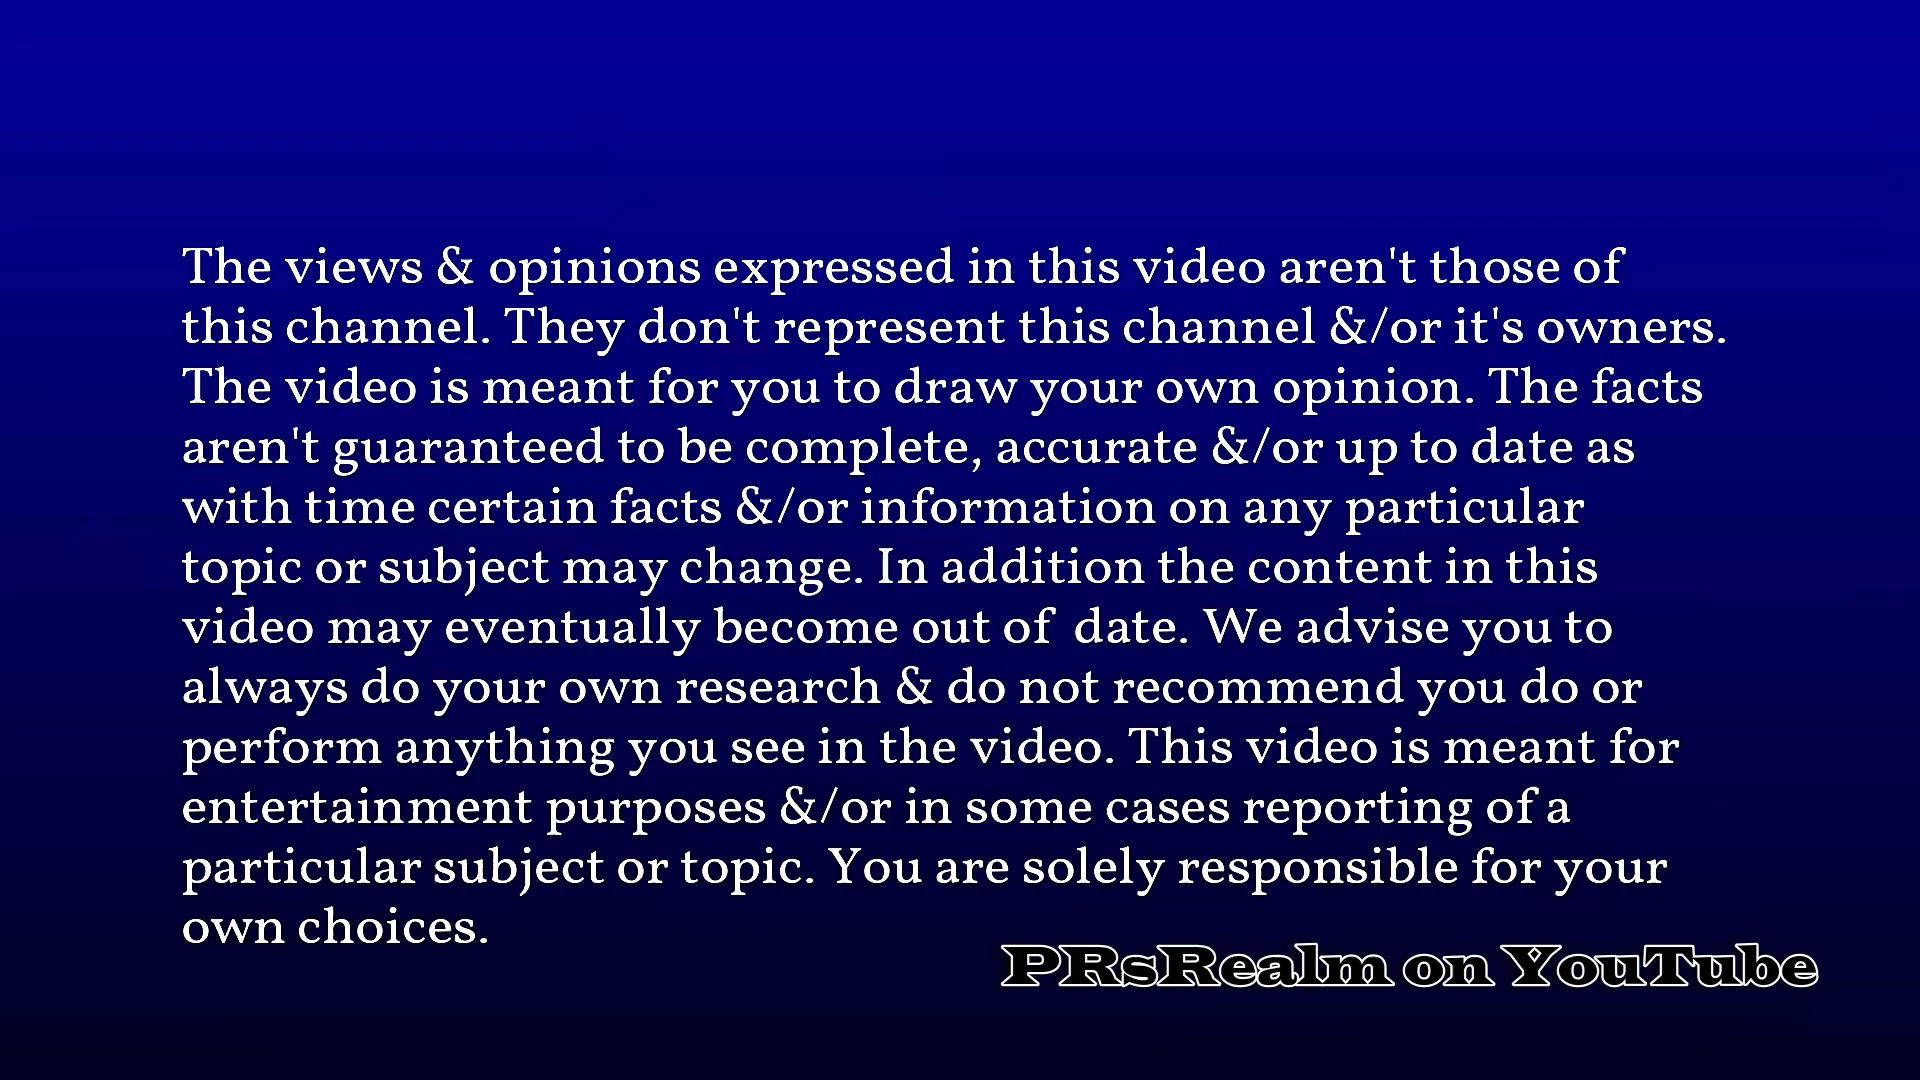 The views & opinions expressed in this video aren't those of
this channel. They don't represent this channel &/or it's owners.
The video is meant for you to draw your own opinion. The facts
aren't guaranteed to be complete, accurate &/or up to date as
with time certain facts &/or information on any particular
topic or subject may change. In addition the content in this
video may eventually become out of  date. We advise you to
always do your own research & do not recommend you do or
perform anything you see in the video. This video is meant for
entertainment purposes &/or in some cases reporting of a
particular subject or topic. You are solely responsible for your
own choices.
PRsRealm on YouTube